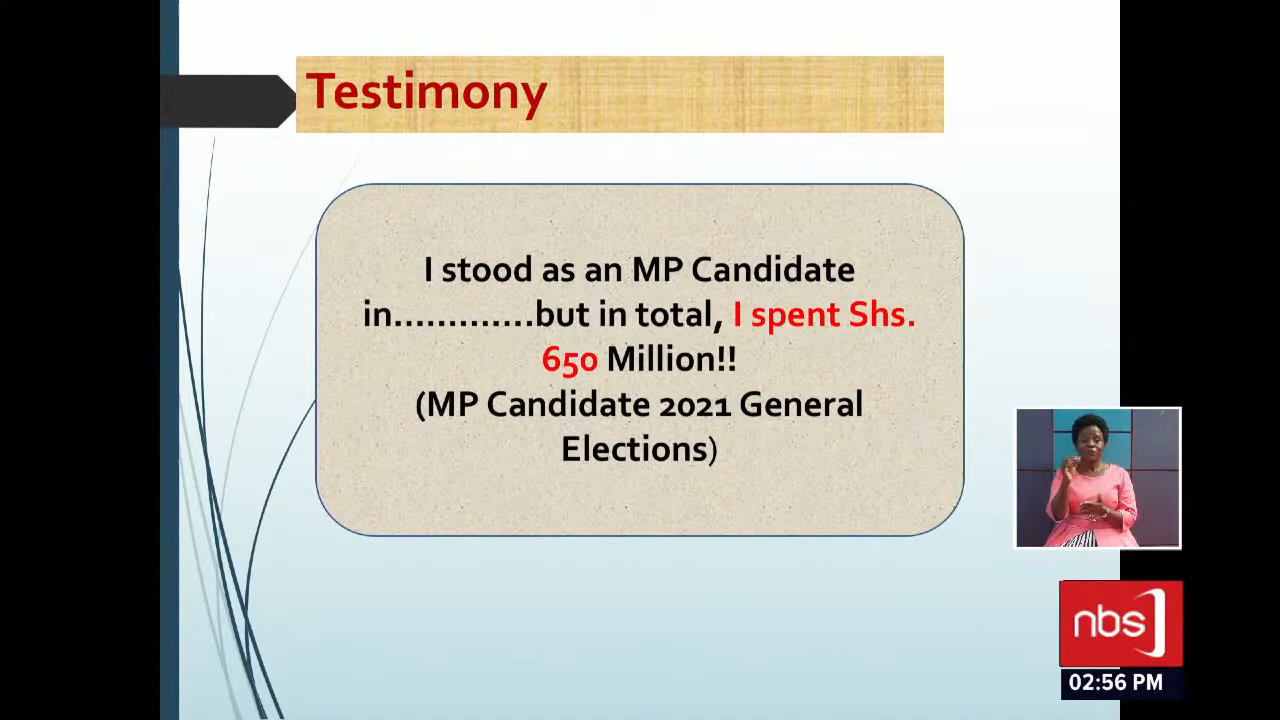 Testimony
I stood as an MP Candidate
in.............but in total, I spent Shs.
650 Million!!
(MP Candidate 2021 General
Elections)
nbs
02:56 PM